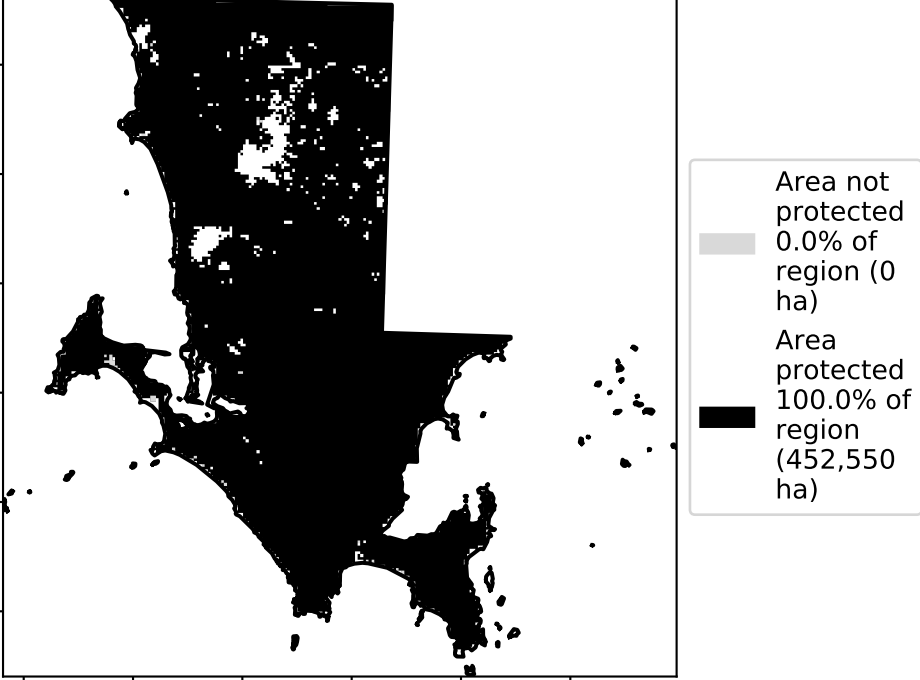 Area not
protected
0.0% of
region (0
ha)
Area
protected
100.0% of
region
(452,550
ha)